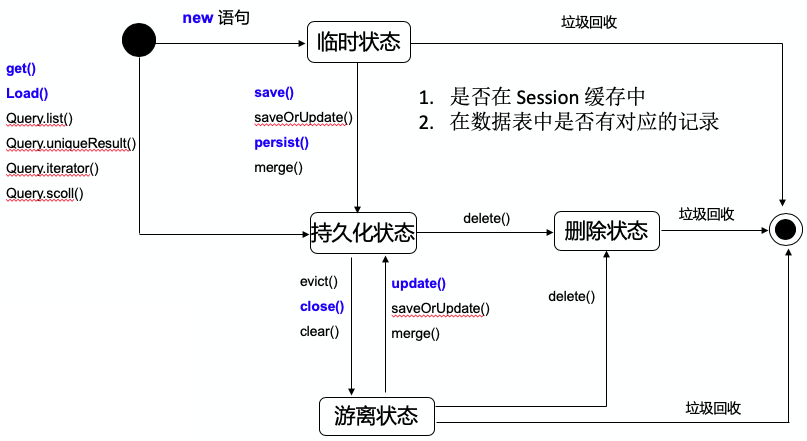 new 语句
临时状态
垃圾回收
get()
Load()
Query.list()
Query.uniqueResult()
Query.iterator()
Query.scoll()
save()
saveOrUpdate()
persist()
merge()
1. 是否在 Session 缓存中
2. 在数据表中是否有对应的记录
持久化状态
delete()
删除状态
垃圾回收
evict()
close()
clear()
update()
saveOrUpdate()
merge()
delete()
游离状态
垃圾回收